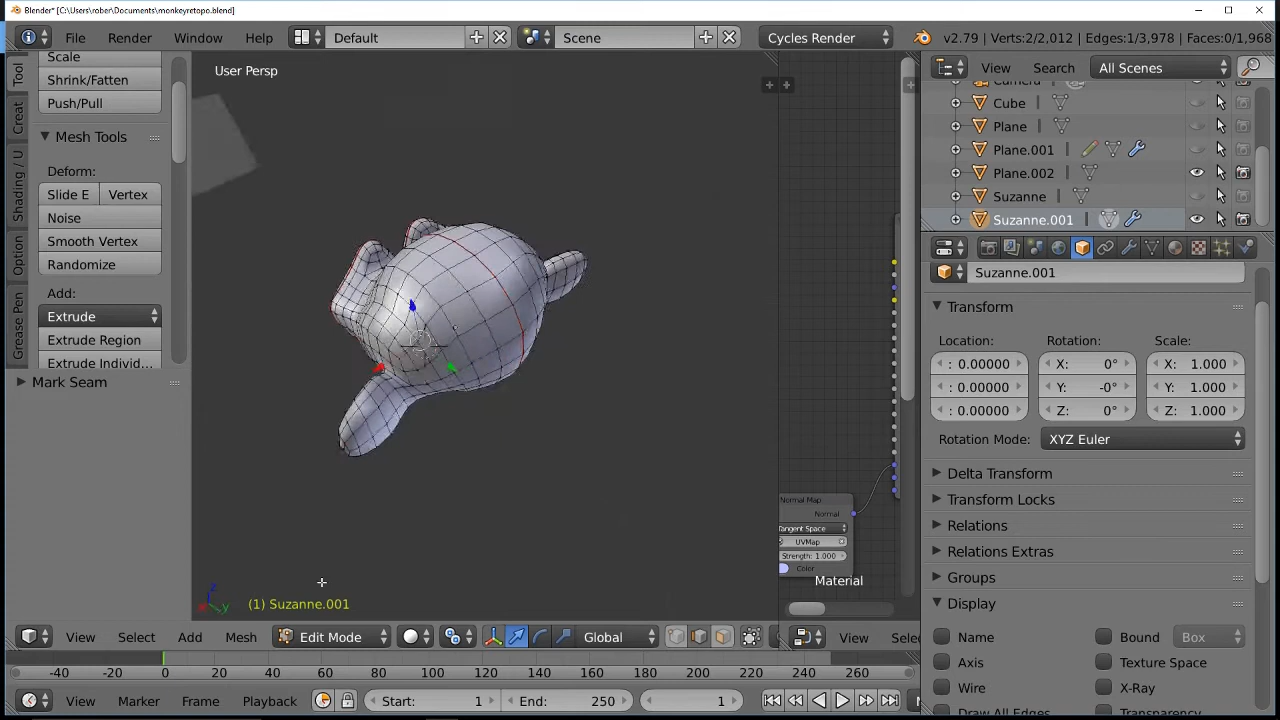 Blender* [C:\Users\rober\Documents\monkeyretopo.blend]
File Render Window Help Default Scene Cycles Render v2.79 | Verts:2/2,012 | Edges:1/3,978 | Faces:0/1,968
Scale
Shrink/Fatten
Push/Pull
Mesh Tools
Deform:
Slide E Vertex
Noise
Smooth Vertex
Randomize
Add:
Extrude
Extrude Region
Extrude Individ...
Mark Seam
Tool
Creat
Shading / U
Option
Grease Pen
User Persp
(1) Suzanne.001
View Select Add Mesh Edit Mode Global
Normal Map
Normal
Tangent Space
UVMap
Strength: 1.000
Color
Material
View Selec
View Search All Scenes
Camera
Cube
Plane
Plane.001
Plane.002
Suzanne
Suzanne.001
Suzanne.001
Transform
Location: Rotation: Scale:
: 0.00000 X: 0° X: 1.000
: 0.00000 Y: -0° Y: 1.000
: 0.00000 Z: 0° Z: 1.000
Rotation Mode: XYZ Euler
Delta Transform
Transform Locks
Relations
Relations Extras
Groups
Display
Name Bound Box
Axis Texture Space
Wire X-Ray
Draw All Edges Transparency
-40 -20 0 20 40 60 80 100 120 140 160 180 200 220 240 260
View Marker Frame Playback Start: 1 End: 250 1